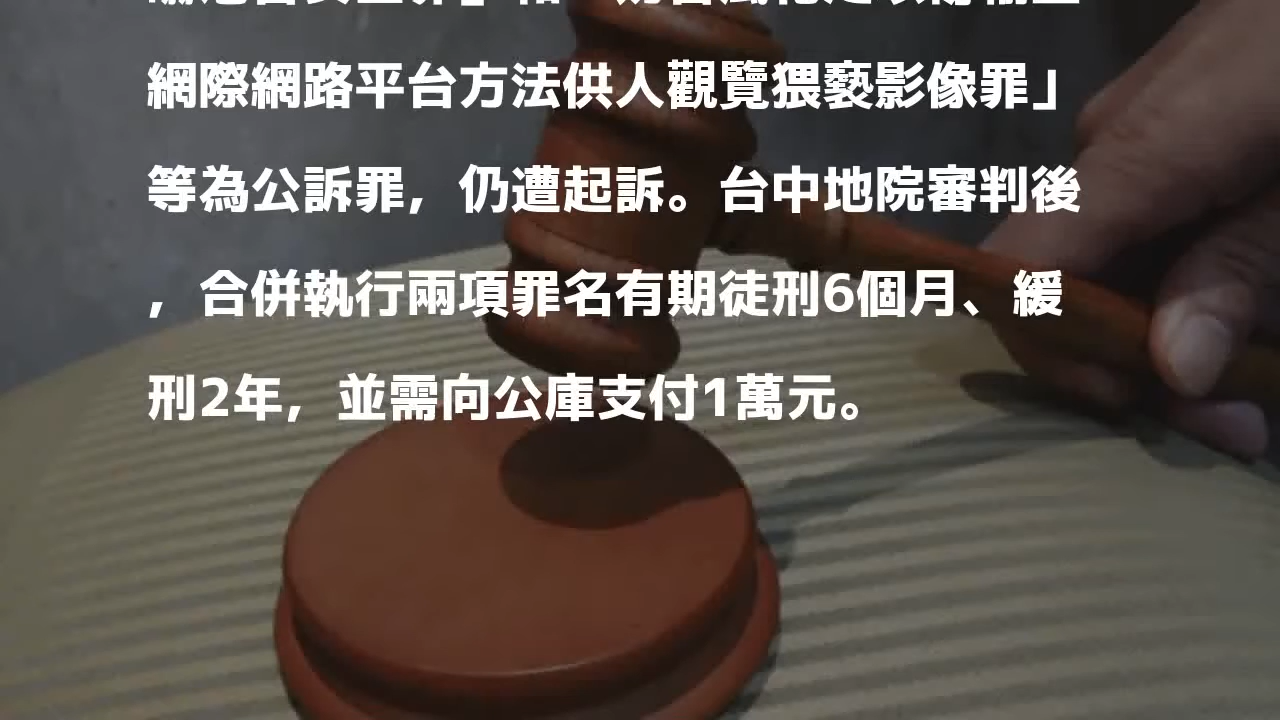 網際網路平台方法供人觀覽猥褻影像罪」
等為公訴罪，仍遭起訴。台中地院審判後
，合併執行兩項罪名有期徒刑6個月、緩
刑2年，並需向公庫支付1萬元。